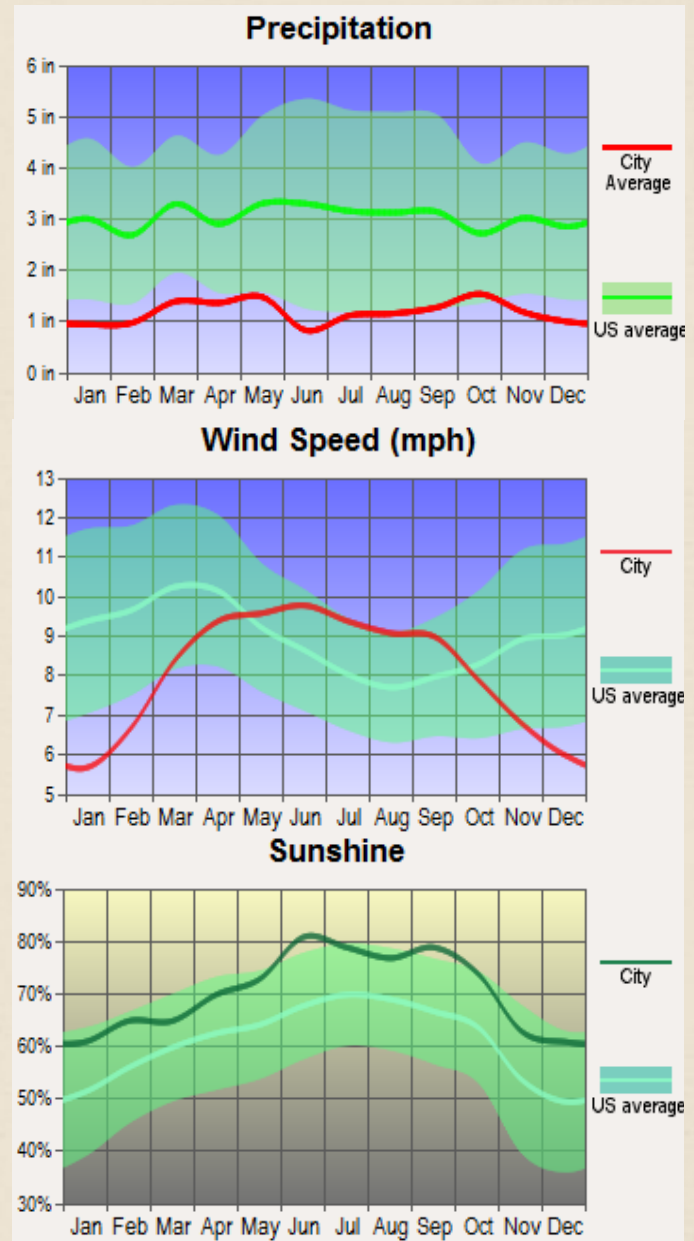 Precipitation
6 in
5 in
4 in
3 in
2 in
1 in
0 in
Jan Feb Mar Apr May Jun Jul Aug Sep Oct Nov Dec
City
Average
US average
Wind Speed (mph)
13
12
11
10
9
8
7
6
5
Jan Feb Mar Apr May Jun Jul Aug Sep Oct Nov Dec
City
US average
Sunshine
90%
80%
70%
60%
50%
40%
30%
Jan Feb Mar Apr May Jun Jul Aug Sep Oct Nov Dec
City
US average